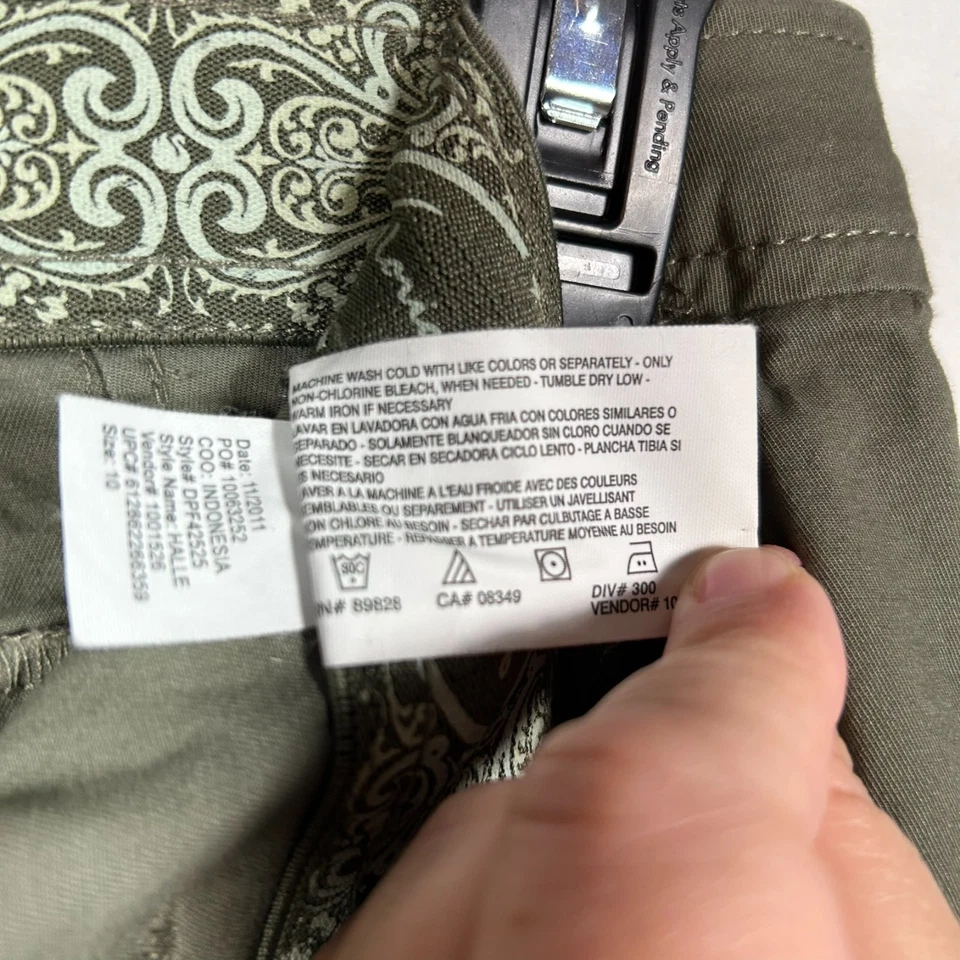 Apply & Pending
MACHINE WASH COLD WITH LIKE COLORS OR SEPARATELY - ONLY
NON-CHLORINE BLEACH, WHEN NEEDED - TUMBLE DRY LOW -
WARM IRON IF NECESSARY
LAVAR EN LAVADORA CON AGUA FRIA CON COLORES SIMILARES O
SEPARADO - SOLAMENTE BLANQUEADOR SIN CLORO CUANDO SE
NECESITE - SECAR EN SECADORA CICLO LENTO - PLANCHA TIBIA SI
ES NECESARIO
LAVER A LA MACHINE A L'EAU FROIDE AVEC DES COULEURS
SEMBLABLES OU SEPAREMENT - UTILISER UN JAVELLISANT
NON CHLORE AU BESOIN - SECHAR PAR CULBUTAGE A BASSE
TEMPERATURE - REPASSER A TEMPERATURE MOYENNE AU BESOIN
30C
RN# 89828
CA# 08349
DIV# 300
VENDOR# 10
Date: 11/2011
PO# 10063252
COO: INDONESIA
Style# DPF42525
Style Name: HALLE
Vendor# 1001526
UPC# 612862266359
Size: 10